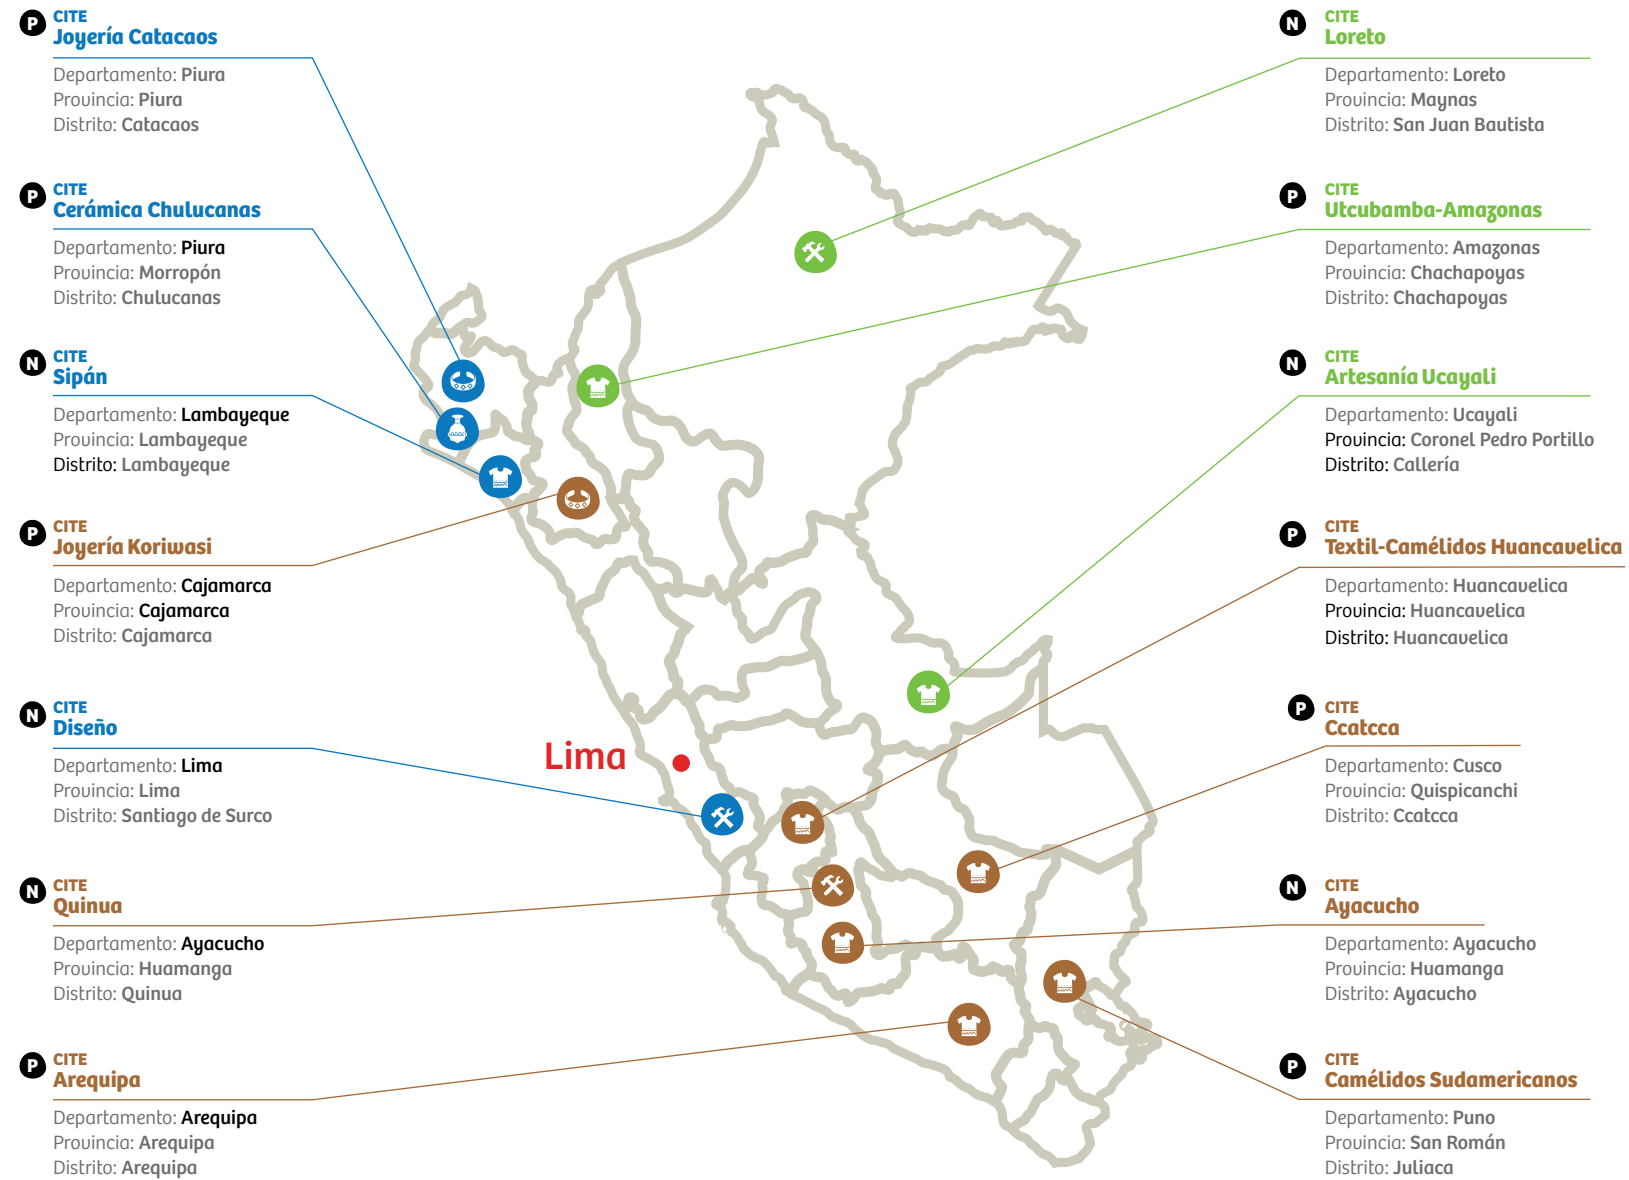 P
CITE
Joyería Catacaos
Departamento: Piura
Provincia: Piura
Distrito: Catacaos
P
CITE
Cerámica Chulucanas
Departamento: Piura
Provincia: Morropón
Distrito: Chulucanas
N
CITE
Sipán
Departamento: Lambayeque
Provincia: Lambayeque
Distrito: Lambayeque
P
CITE
Joyería Koriwasi
Departamento: Cajamarca
Provincia: Cajamarca
Distrito: Cajamarca
N
CITE
Diseño
Departamento: Lima
Provincia: Lima
Distrito: Santiago de Surco
N
CITE
Quinua
Departamento: Ayacucho
Provincia: Huamanga
Distrito: Quinua
P
CITE
Arequipa
Departamento: Arequipa
Provincia: Arequipa
Distrito: Arequipa
Lima
N
CITE
Loreto
Departamento: Loreto
Provincia: Maynas
Distrito: San Juan Bautista
P
CITE
Utcubamba-Amazonas
Departamento: Amazonas
Provincia: Chachapoyas
Distrito: Chachapoyas
N
CITE
Artesanía Ucayali
Departamento: Ucayali
Provincia: Coronel Pedro Portillo
Distrito: Callería
P
CITE
Textil-Camélidos Huancavelica
Departamento: Huancavelica
Provincia: Huancavelica
Distrito: Huancavelica
P
CITE
Ccatcca
Departamento: Cusco
Provincia: Quispicanchi
Distrito: Ccatcca
N
CITE
Ayacucho
Departamento: Ayacucho
Provincia: Huamanga
Distrito: Ayacucho
P
CITE
Camélidos Sudamericanos
Departamento: Puno
Provincia: San Román
Distrito: Juliaca